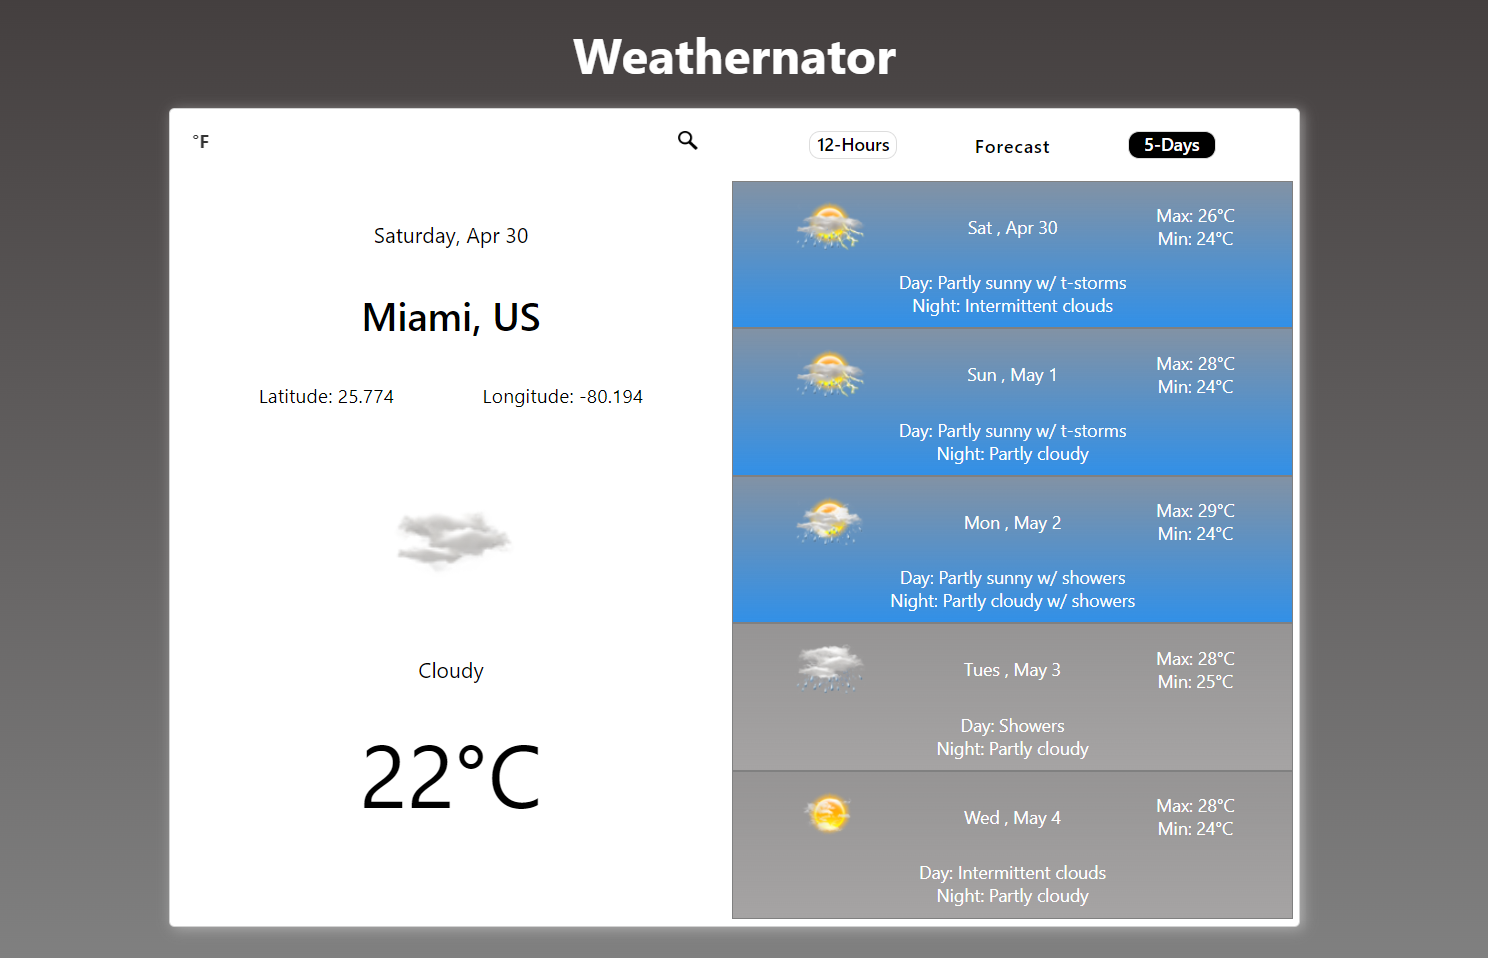 Weathernator
°F
Saturday, Apr 30
Miami, US
Latitude: 25.774 Longitude: -80.194
Cloudy
22°C
12-Hours Forecast 5-Days
Sat , Apr 30
Max: 26°C
Min: 24°C
Day: Partly sunny w/ t-storms
Night: Intermittent clouds
Sun , May 1
Max: 28°C
Min: 24°C
Day: Partly sunny w/ t-storms
Night: Partly cloudy
Mon , May 2
Max: 29°C
Min: 24°C
Day: Partly sunny w/ showers
Night: Partly cloudy w/ showers
Tues , May 3
Max: 28°C
Min: 25°C
Day: Showers
Night: Partly cloudy
Wed , May 4
Max: 28°C
Min: 24°C
Day: Intermittent clouds
Night: Partly cloudy